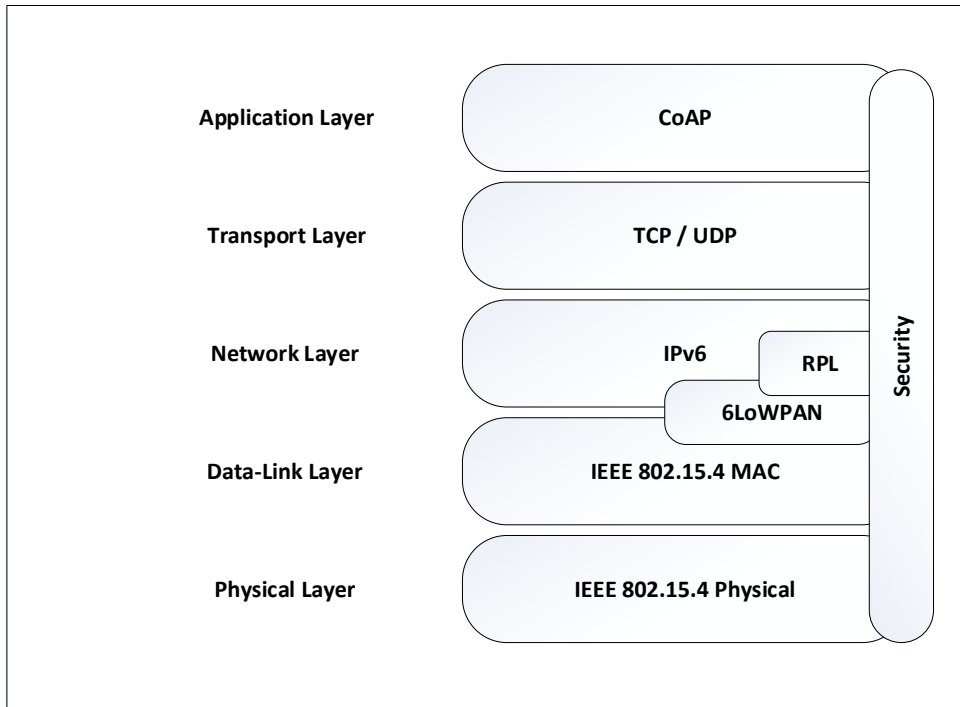 Application Layer
CoAP
Transport Layer
TCP / UDP
Network Layer
IPv6
RPL
6LoWPAN
Data-Link Layer
IEEE 802.15.4 MAC
Physical Layer
IEEE 802.15.4 Physical
Security